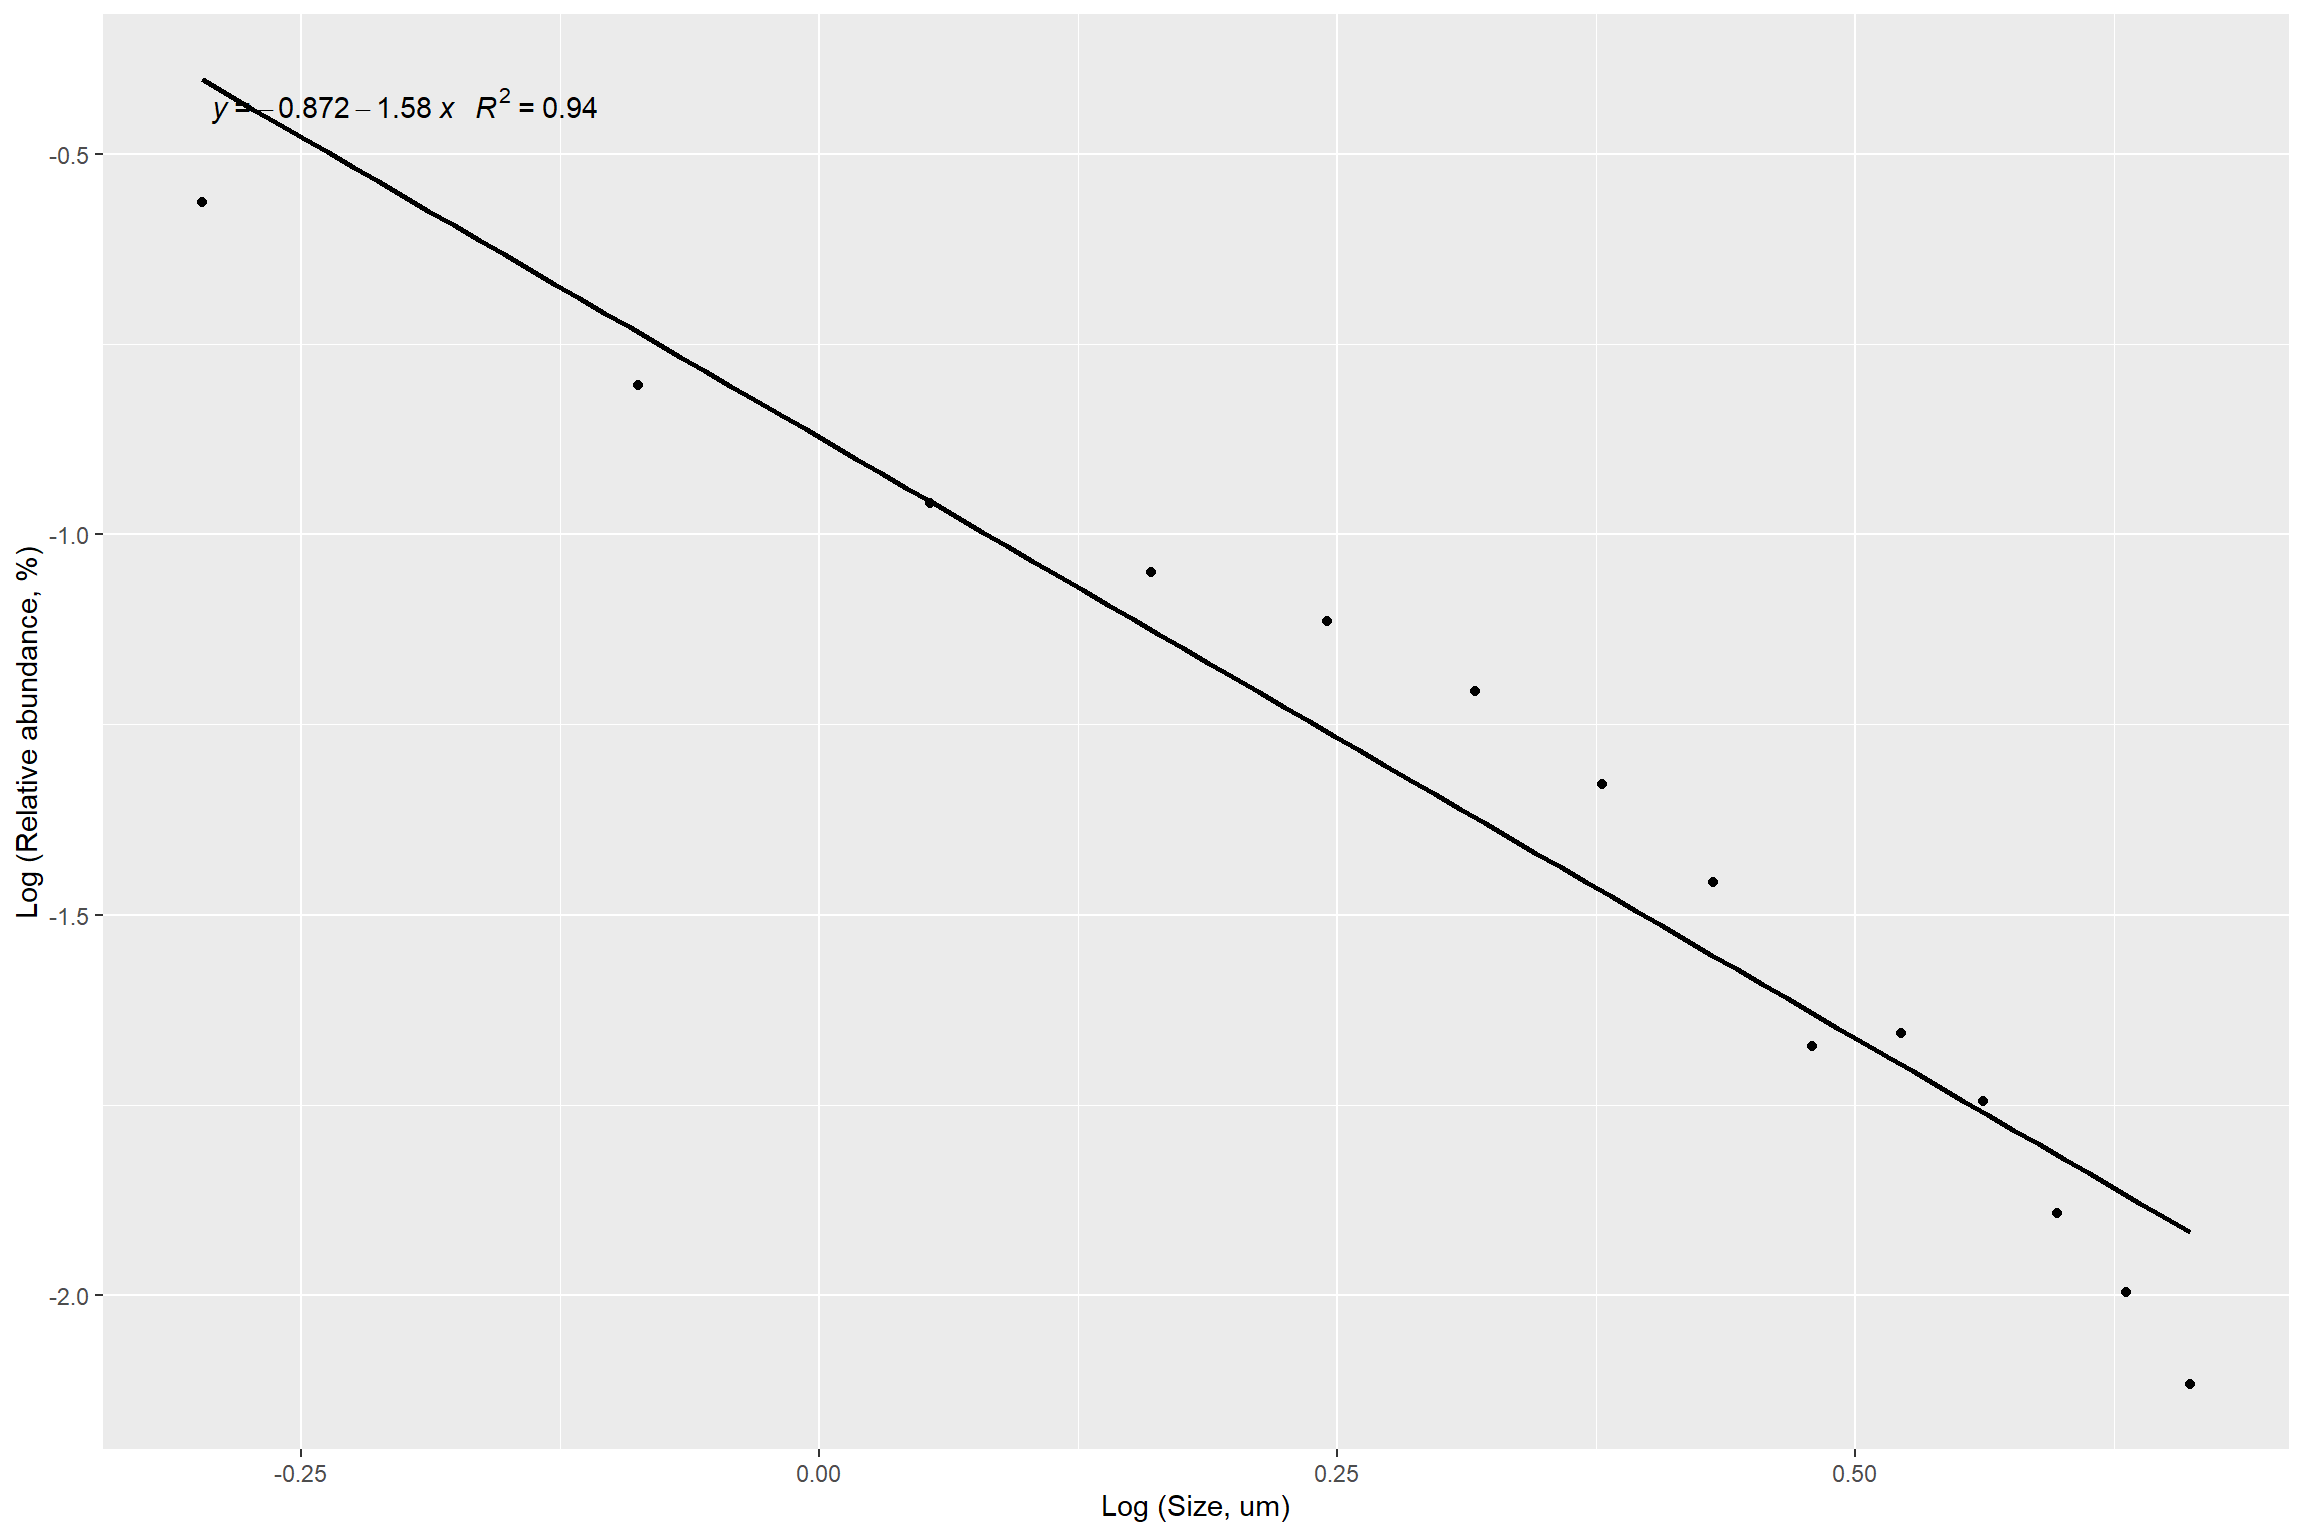 y = − 0.872 − 1.58 x R² = 0.94
-0.5
-1.0
-1.5
-2.0
Log (Relative abundance, %)
-0.25 0.00 0.25 0.50
Log (Size, um)